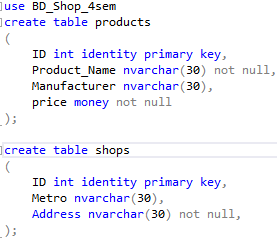 use BD_Shop_4sem
create table products
(
ID int identity primary key,
Product_Name nvarchar(30) not null,
Manufacturer nvarchar(30),
price money not null
);
create table shops
(
ID int identity primary key,
Metro nvarchar(30),
Address nvarchar(30) not null,
);